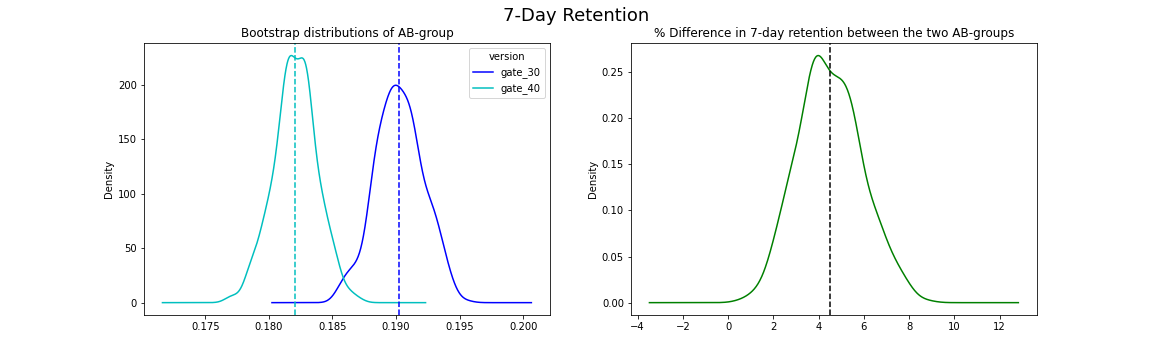 7-Day Retention
Bootstrap distributions of AB-group
version
gate_30
gate_40
Density
200
150
100
50
0
0.175 0.180 0.185 0.190 0.195 0.200
% Difference in 7-day retention between the two AB-groups
Density
0.25
0.20
0.15
0.10
0.05
0.00
−4 −2 0 2 4 6 8 10 12